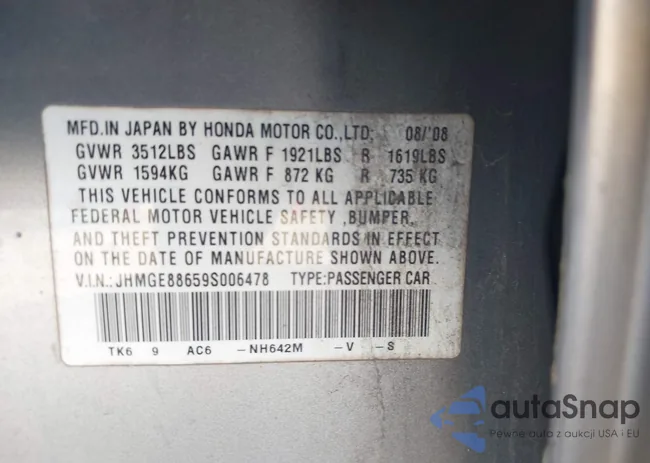 MFD.IN JAPAN BY HONDA MOTOR CO.,LTD. 08/'08
GVWR 3512LBS GAWR F 1921LBS R 1619LBS
GVWR 1594KG GAWR F 872 KG R 735 KG
THIS VEHICLE CONFORMS TO ALL APPLICABLE
FEDERAL MOTOR VEHICLE SAFETY ,BUMPER,
AND THEFT PREVENTION STANDARDS IN EFFECT
ON THE DATE OF MANUFACTURE SHOWN ABOVE.
V.I.N.:JHMGE88659S006478 TYPE:PASSENGER CAR
TK6 9 AC6 -NH642M -V -S
autaSnap
Pewne auta z aukcji USA i EU